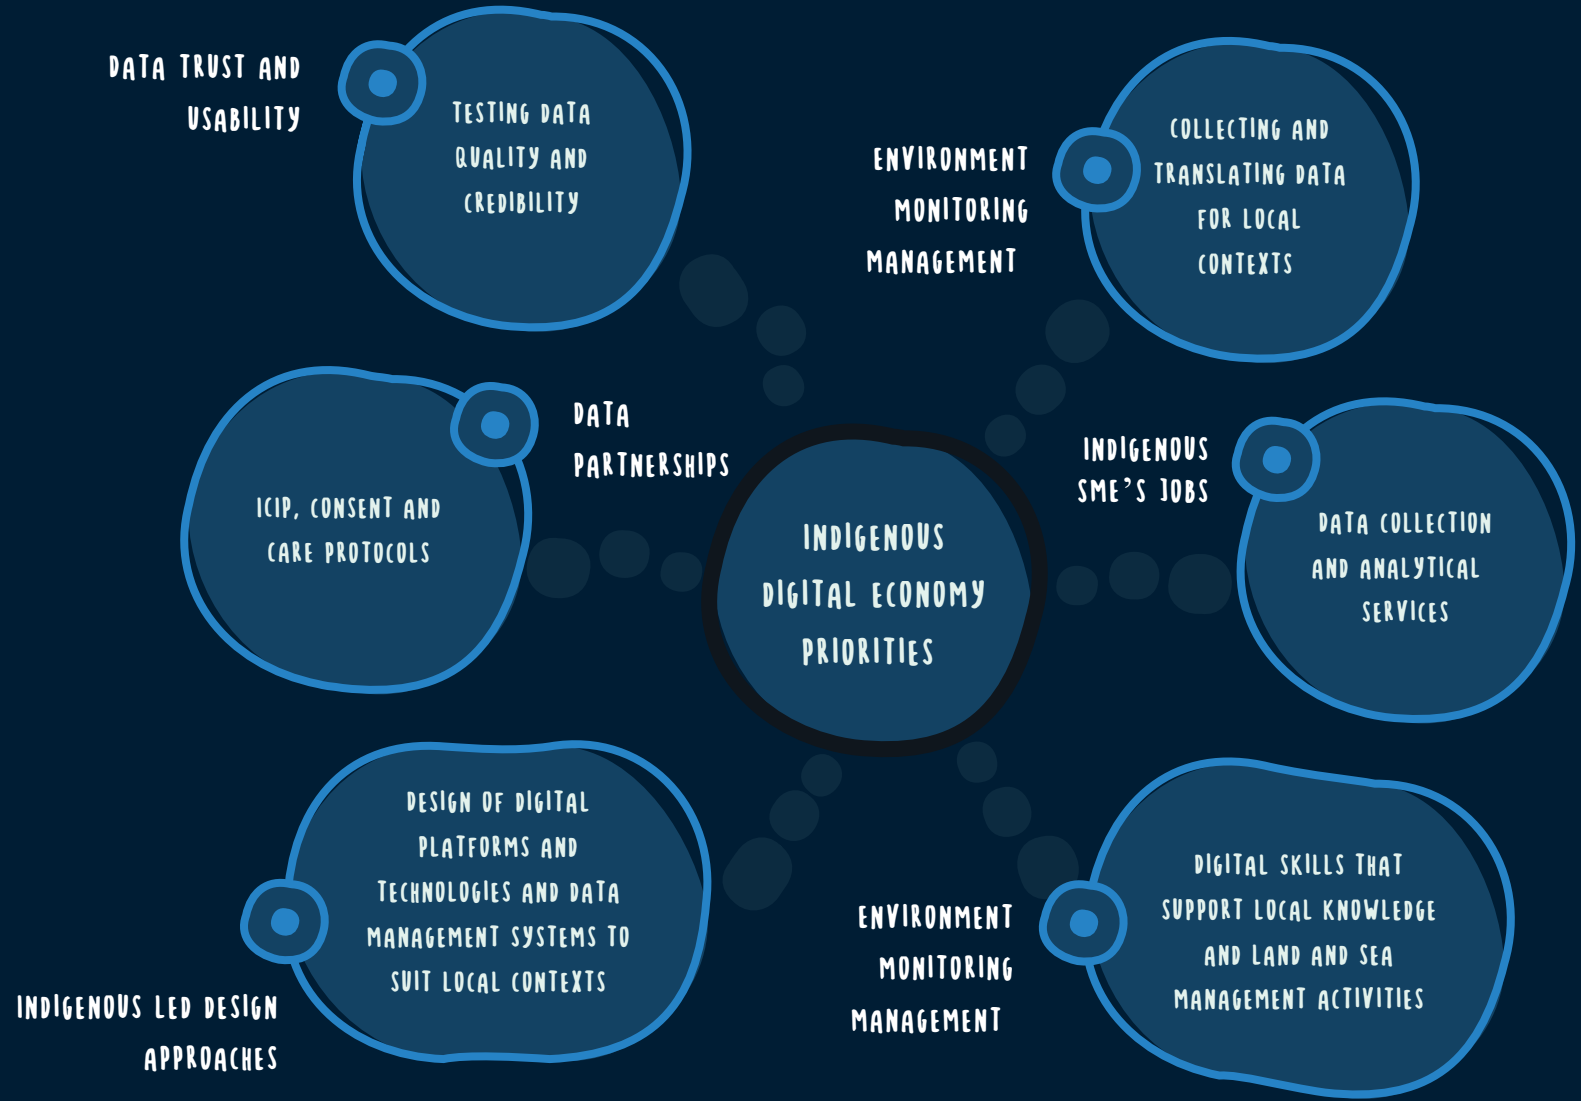 DATA TRUST AND
USABILITY
TESTING DATA
QUALITY AND
CREDIBILITY
ENVIRONMENT
MONITORING
MANAGEMENT
COLLECTING AND
TRANSLATING DATA
FOR LOCAL
CONTEXTS
ICIP, CONSENT AND
CARE PROTOCOLS
DATA
PARTNERSHIPS
INDIGENOUS
DIGITAL ECONOMY
PRIORITIES
INDIGENOUS
SME'S JOBS
DATA COLLECTION
AND ANALYTICAL
SERVICES
DESIGN OF DIGITAL
PLATFORMS AND
TECHNOLOGIES AND DATA
MANAGEMENT SYSTEMS TO
SUIT LOCAL CONTEXTS
INDIGENOUS LED DESIGN
APPROACHES
ENVIRONMENT
MONITORING
MANAGEMENT
DIGITAL SKILLS THAT
SUPPORT LOCAL KNOWLEDGE
AND LAND AND SEA
MANAGEMENT ACTIVITIES